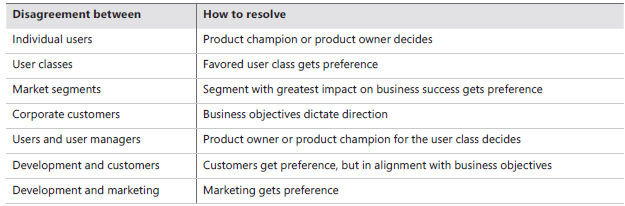 Disagreement between How to resolve
Individual users Product champion or product owner decides
User classes Favored user class gets preference
Market segments Segment with greatest impact on business success gets preference
Corporate customers Business objectives dictate direction
Users and user managers Product owner or product champion for the user class decides
Development and customers Customers get preference, but in alignment with business objectives
Development and marketing Marketing gets preference